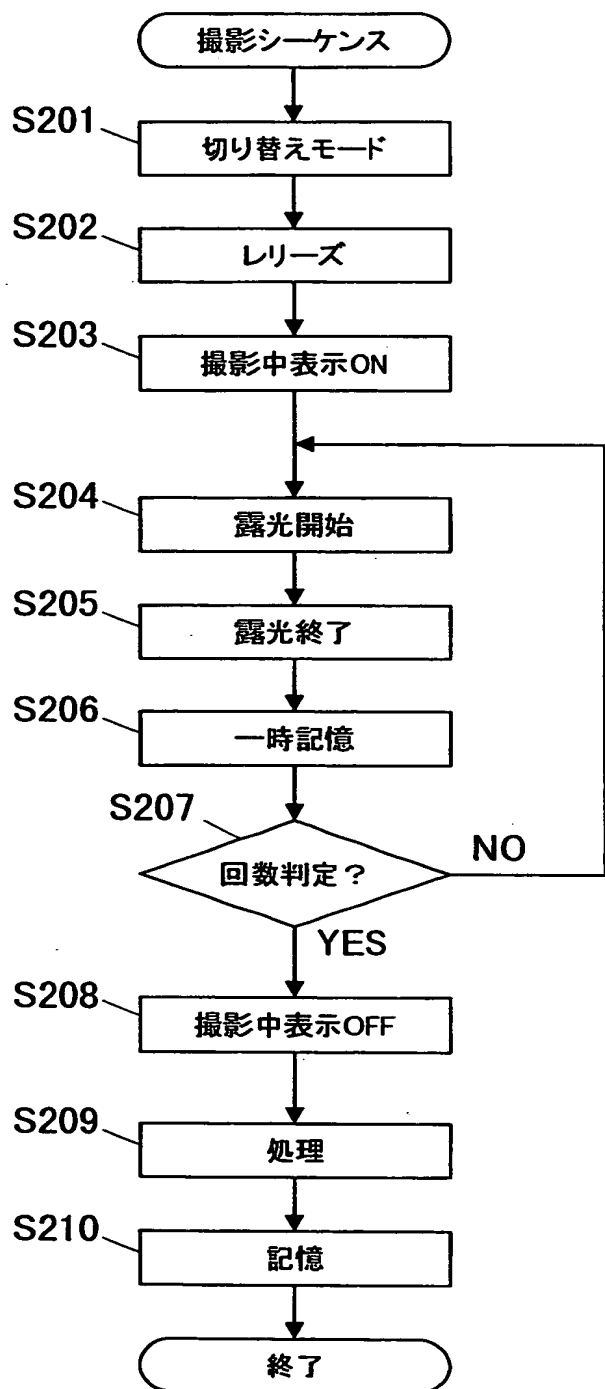 撮影シーケンス
S201
切り替えモード
S202
レリーズ
S203
撮影中表示ON
S204
露光開始
S205
露光終了
S206
一時記憶
S207
回数判定?
NO
YES
S208
撮影中表示OFF
S209
処理
S210
記憶
終了